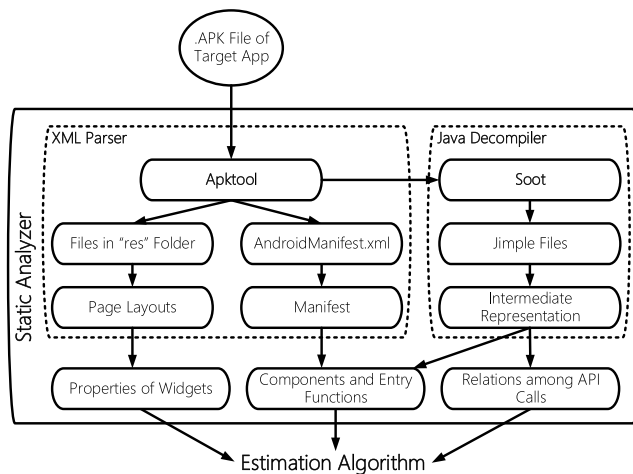 .APK File of
Target App
XML Parser
Java Decompiler
Apktool
Soot
Files in “res” Folder
AndroidManifest.xml
Jimple Files
Page Layouts
Manifest
Intermediate
Representation
Static Analyzer
Properties of Widgets
Components and Entry
Functions
Relations among API
Calls
Estimation Algorithm